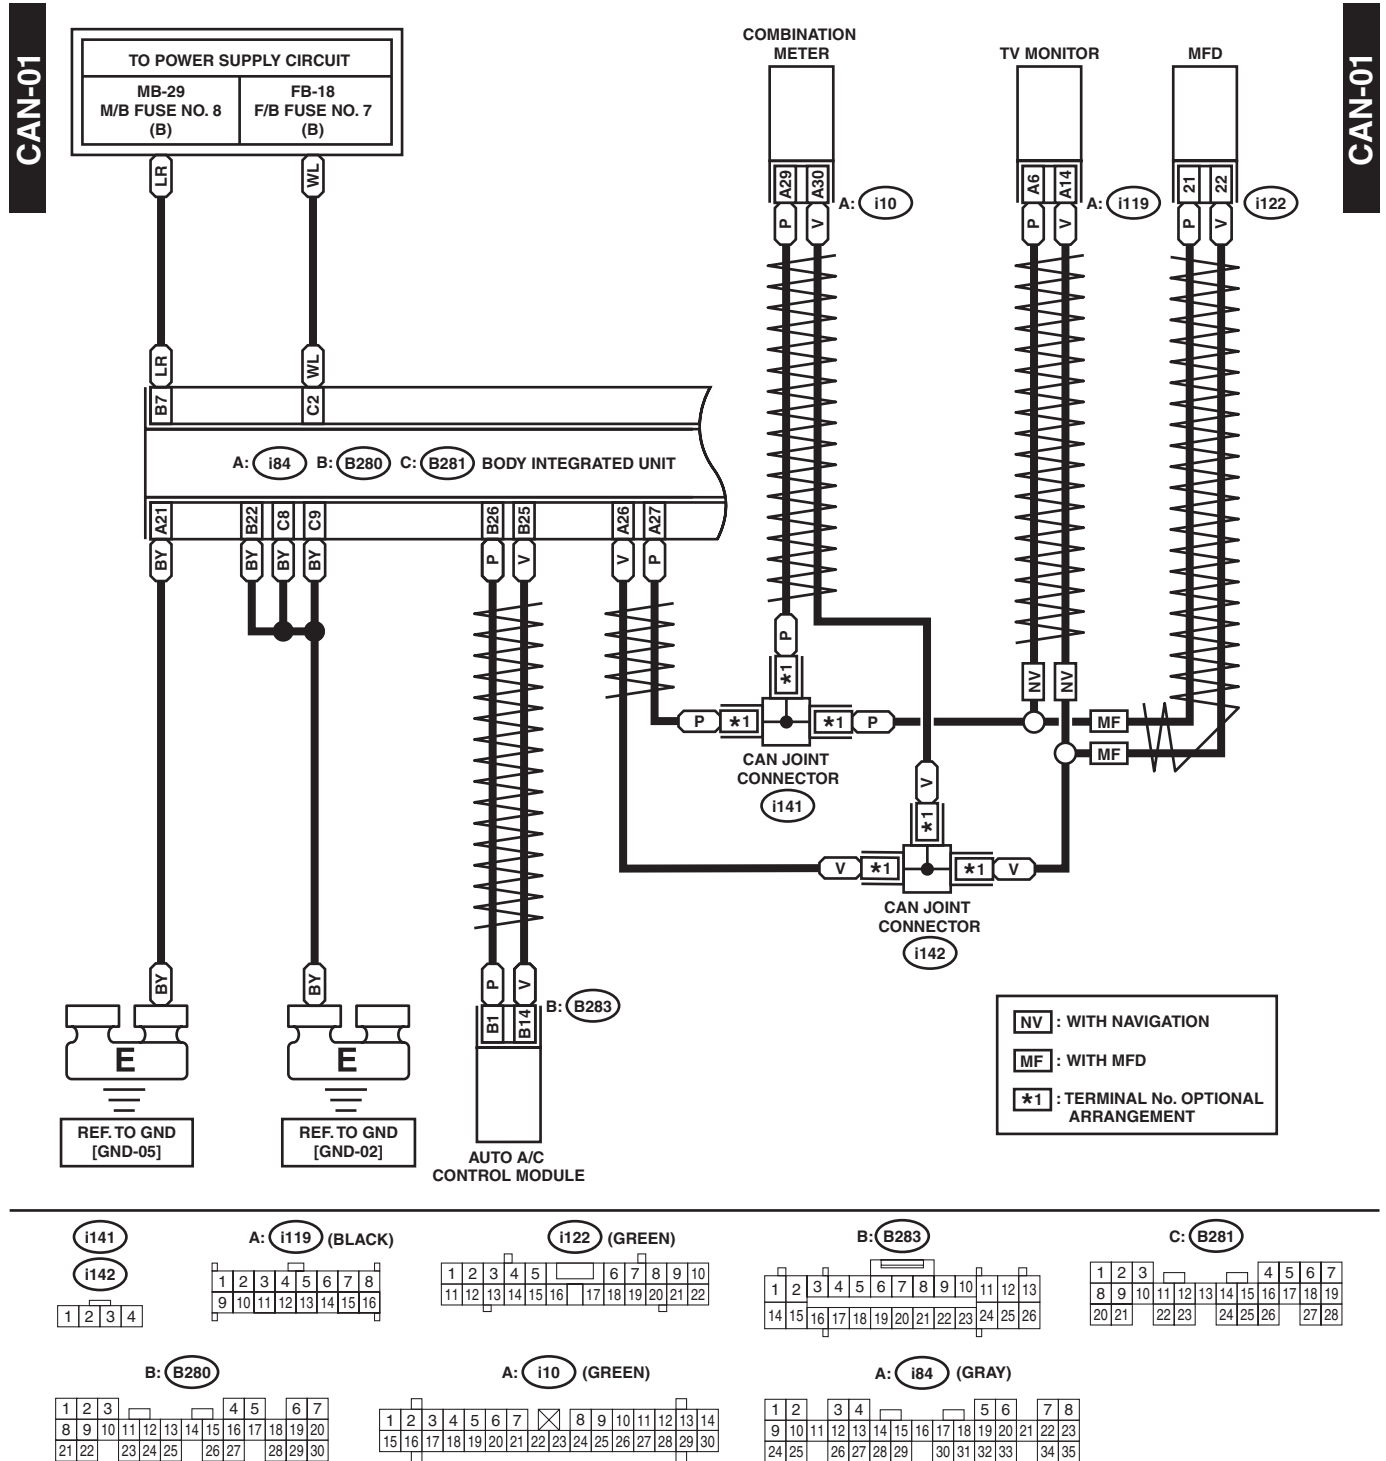 CAN-01
CAN-01
TO POWER SUPPLY CIRCUIT
MB-29
M/B FUSE NO. 8
(B)
FB-18
F/B FUSE NO. 7
(B)
LR
WL
LR
WL
B7
C2
A: i84 B: B280 C: B281 BODY INTEGRATED UNIT
A21
B22
C8
C9
B26
B25
A26
A27
BY
BY
BY
BY
P
V
V
P
COMBINATION
METER
A29
A30
A: i10
P
V
TV MONITOR
A6
A14
A: i119
P
V
MFD
21
22
i122
P
V
P
*1
P *1
*1 P
CAN JOINT
CONNECTOR
i141
NV
NV
MF
MF
V
*1
V *1
*1 V
CAN JOINT
CONNECTOR
i142
BY
BY
P
V
B1
B14
B: B283
AUTO A/C
CONTROL MODULE
E
REF. TO GND
[GND-05]
E
REF. TO GND
[GND-02]
NV : WITH NAVIGATION
MF : WITH MFD
*1 : TERMINAL No. OPTIONAL
ARRANGEMENT
i141
i142
1 2 3 4
A: i119 (BLACK)
1 2 3 4 5 6 7 8
9 10 11 12 13 14 15 16
i122 (GREEN)
1 2 3 4 5 6 7 8 9 10
11 12 13 14 15 16 17 18 19 20 21 22
B: B283
1 2 3 4 5 6 7 8 9 10 11 12 13
14 15 16 17 18 19 20 21 22 23 24 25 26
C: B281
1 2 3 4 5 6 7
8 9 10 11 12 13 14 15 16 17 18 19
20 21 22 23 24 25 26 27 28
B: B280
1 2 3 4 5 6 7
8 9 10 11 12 13 14 15 16 17 18 19 20
21 22 23 24 25 26 27 28 29 30
A: i10 (GREEN)
1 2 3 4 5 6 7 8 9 10 11 12 13 14
15 16 17 18 19 20 21 22 23 24 25 26 27 28 29 30
A: i84 (GRAY)
1 2 3 4 5 6 7 8
9 10 11 12 13 14 15 16 17 18 19 20 21 22 23
24 25 26 27 28 29 30 31 32 33 34 35